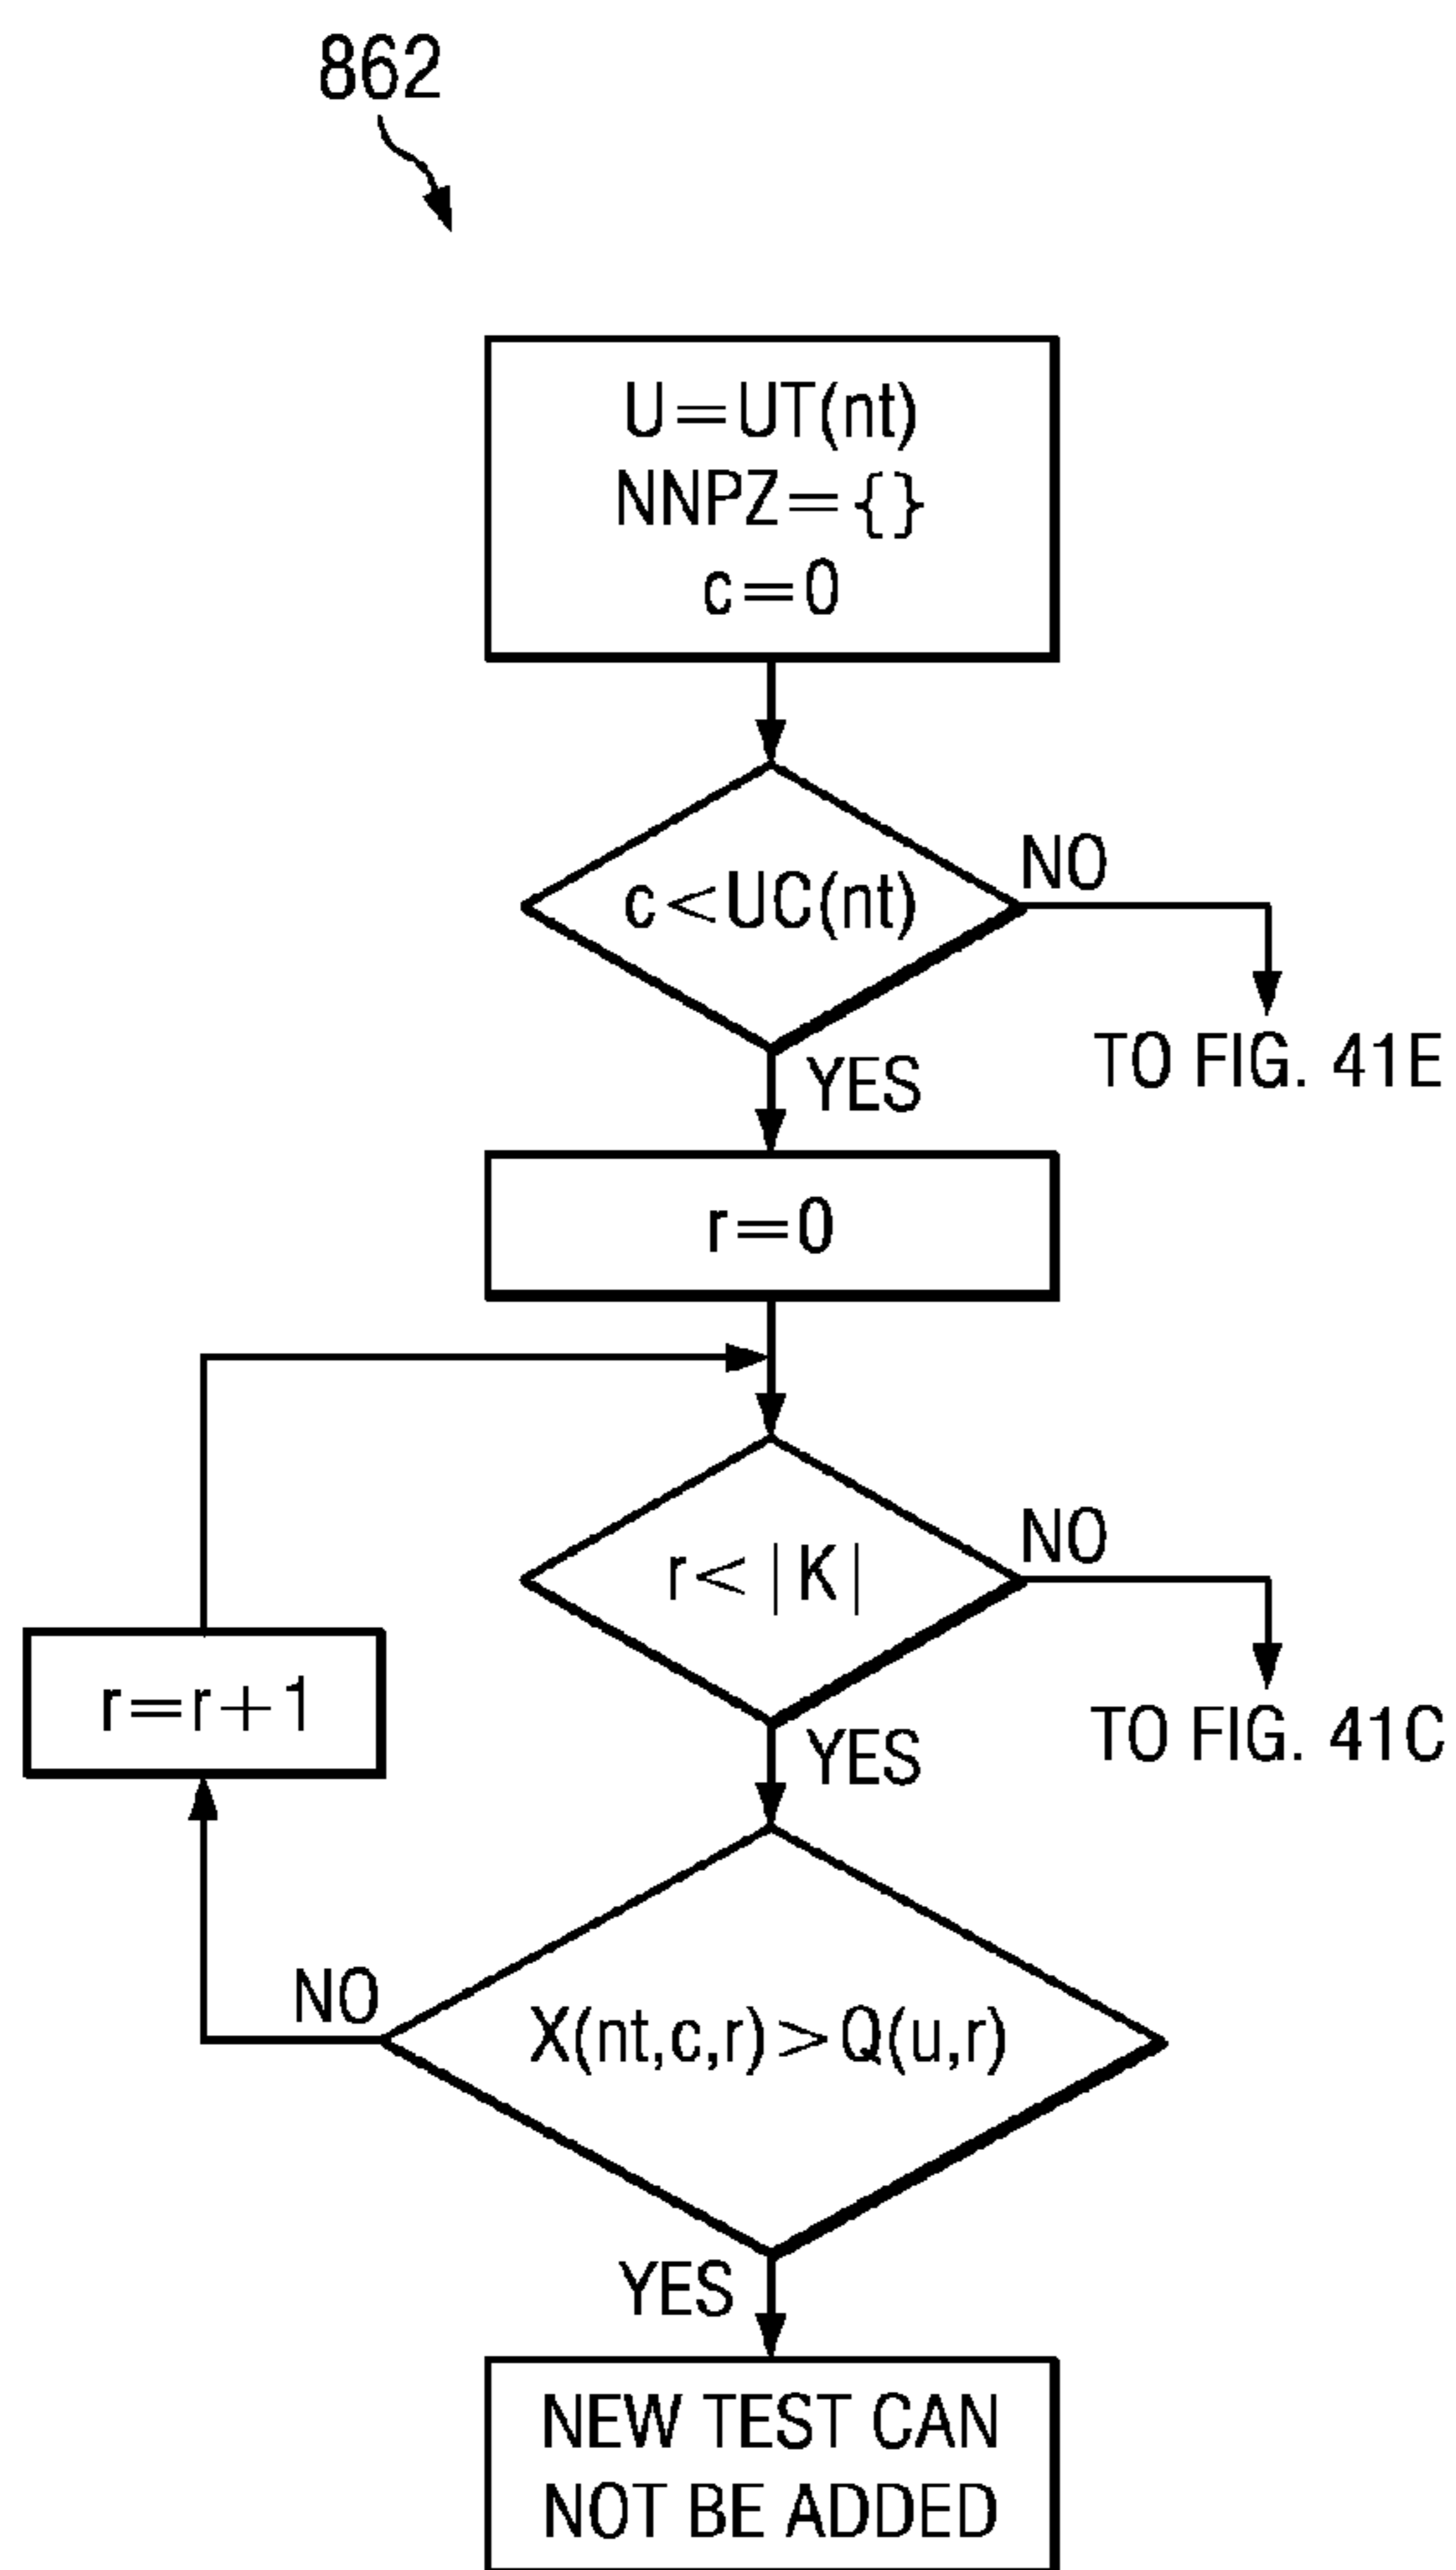 862
U=UT(nt)
NNPZ={}
c=0
c<UC(nt)
NO
TO FIG. 41E
YES
r=0
r<|K|
NO
TO FIG. 41C
YES
r=r+1
X(nt,c,r)>Q(u,r)
NO
YES
NEW TEST CAN
NOT BE ADDED